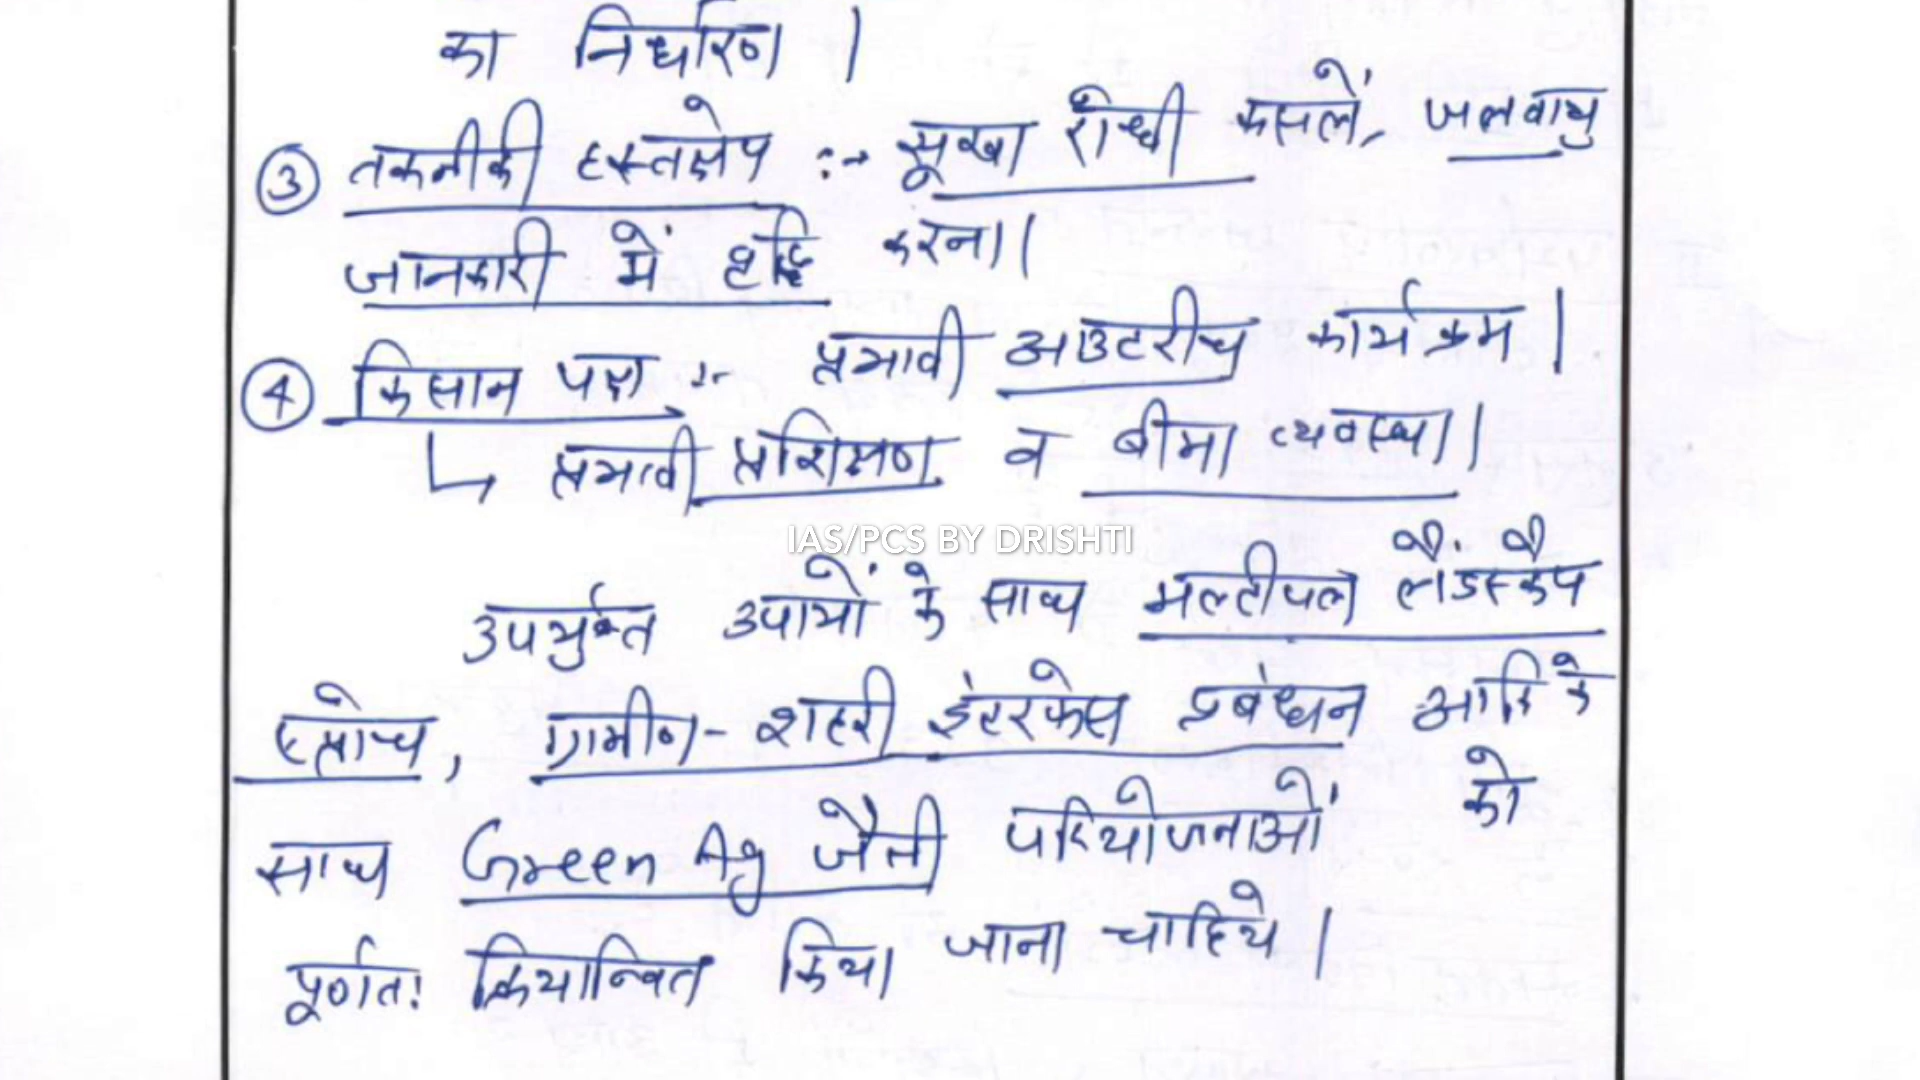 का निर्धारण ।
③ तकनीकी हस्तक्षेप :- सूखा रोधी फसलें, जलवायु
जानकारी में वृद्धि करना।
④ किसान पक्ष :- प्रभावी आउटरीच कार्यक्रम ।
↳ प्रभावी प्रशिक्षण व बीमा व्यवस्था।
IAS/PCS BY DRISHTI
उपर्युक्त उपायों के साथ मल्टीपल लैंडस्कैप
एप्रोच, ग्रामीण-शहरी इंटरफेस प्रबंधन आदि के
साथ Green Ag जैसी परियोजनाओं को
पूर्णतः क्रियान्वित किया जाना चाहिये ।